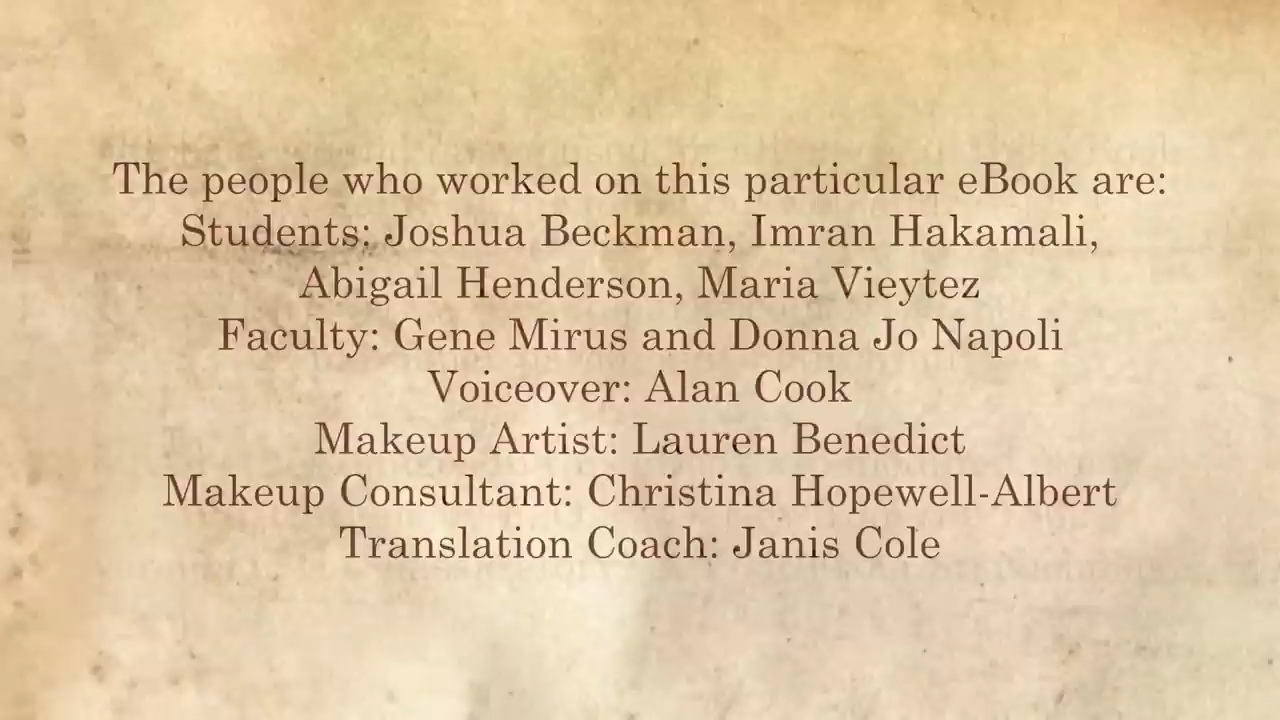 The people who worked on this particular eBook are:
Students: Joshua Beckman, Imran Hakamali,
Abigail Henderson, Maria Vieytez
Faculty: Gene Mirus and Donna Jo Napoli
Voiceover: Alan Cook
Makeup Artist: Lauren Benedict
Makeup Consultant: Christina Hopewell-Albert
Translation Coach: Janis Cole